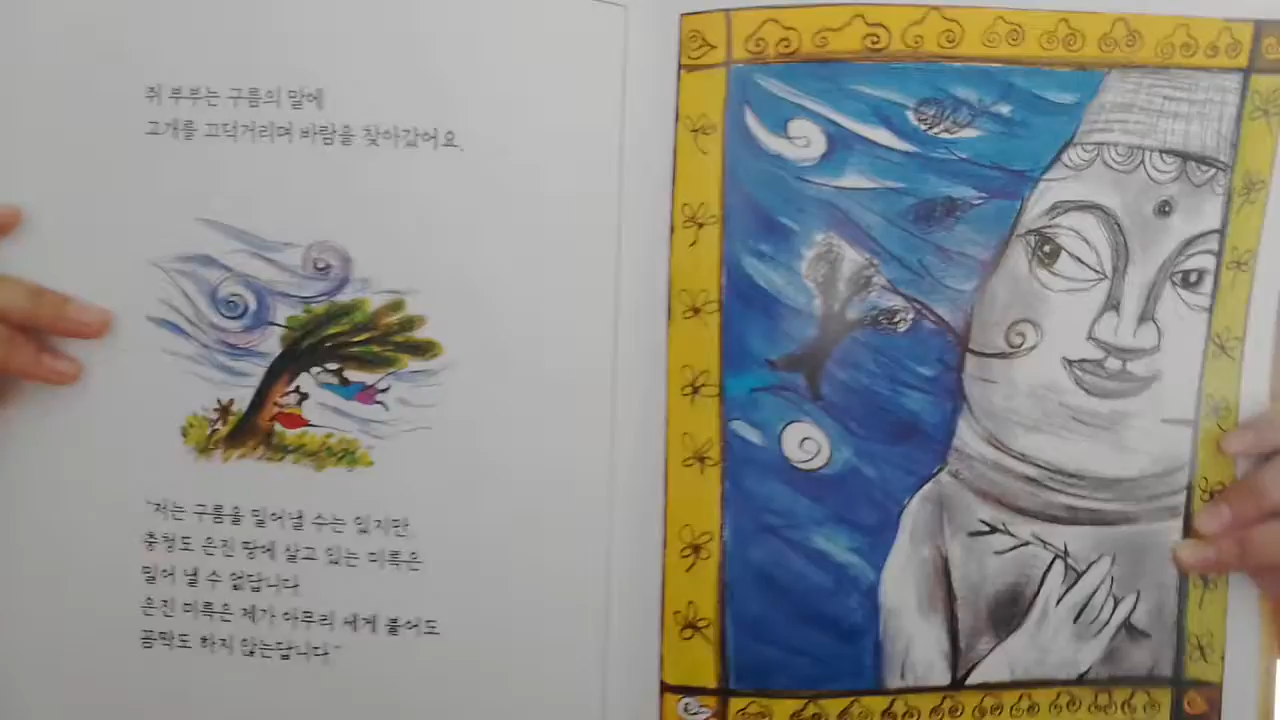 쥐 부부는 구름의 말에
고개를 끄덕거리며 바람을 찾아갔어요.
"저는 구름을 밀어낼 수는 있지만,
충청도 은진 땅에 살고 있는 미륵은
밀어 낼 수 없답니다.
은진 미륵은 제가 아무리 세게 불어도
꼼짝도 하지 않는답니다."